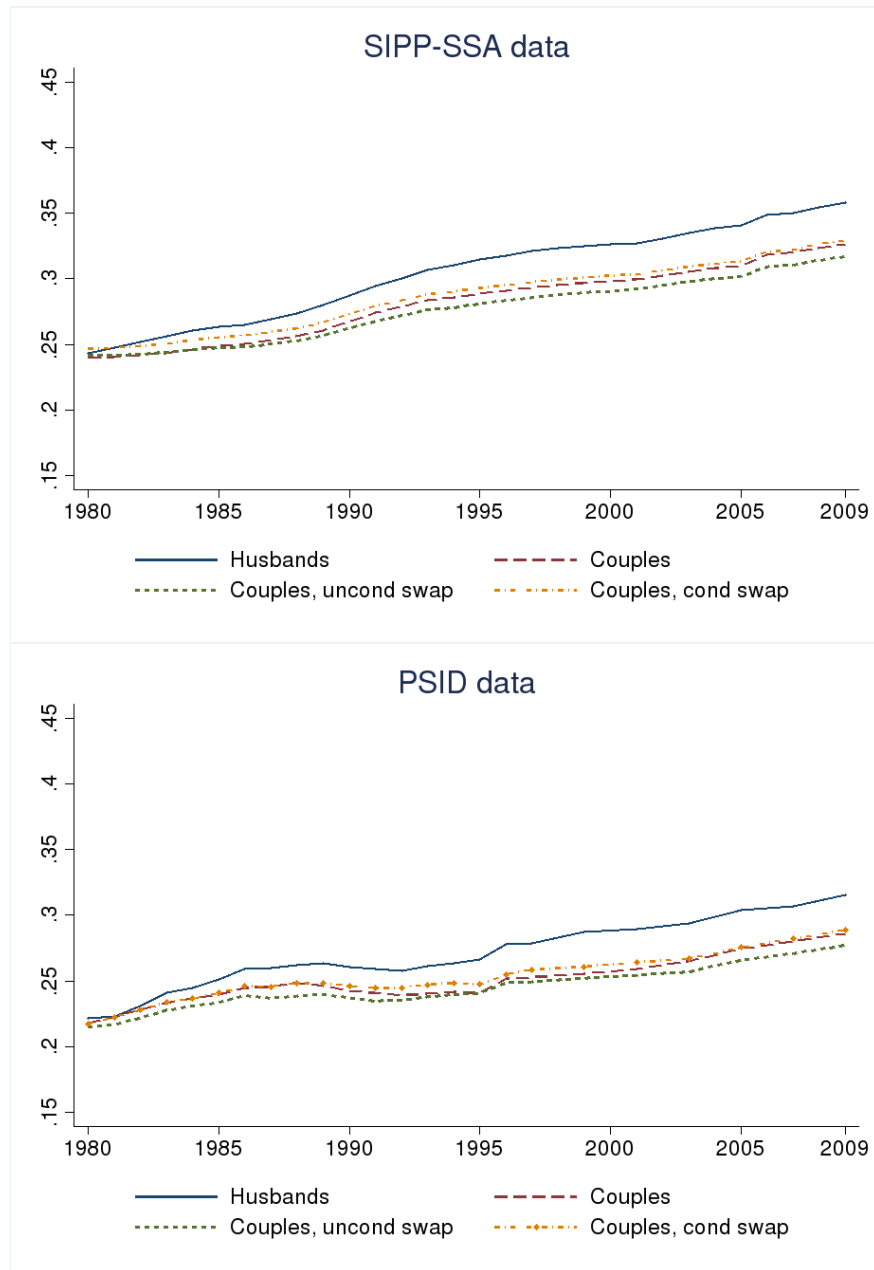 SIPP-SSA data
.45
.4
.35
.3
.25
.2
.15
1980 1985 1990 1995 2000 2005 2009
Husbands Couples
Couples, uncond swap Couples, cond swap
PSID data
.45
.4
.35
.3
.25
.2
.15
1980 1985 1990 1995 2000 2005 2009
Husbands Couples
Couples, uncond swap Couples, cond swap